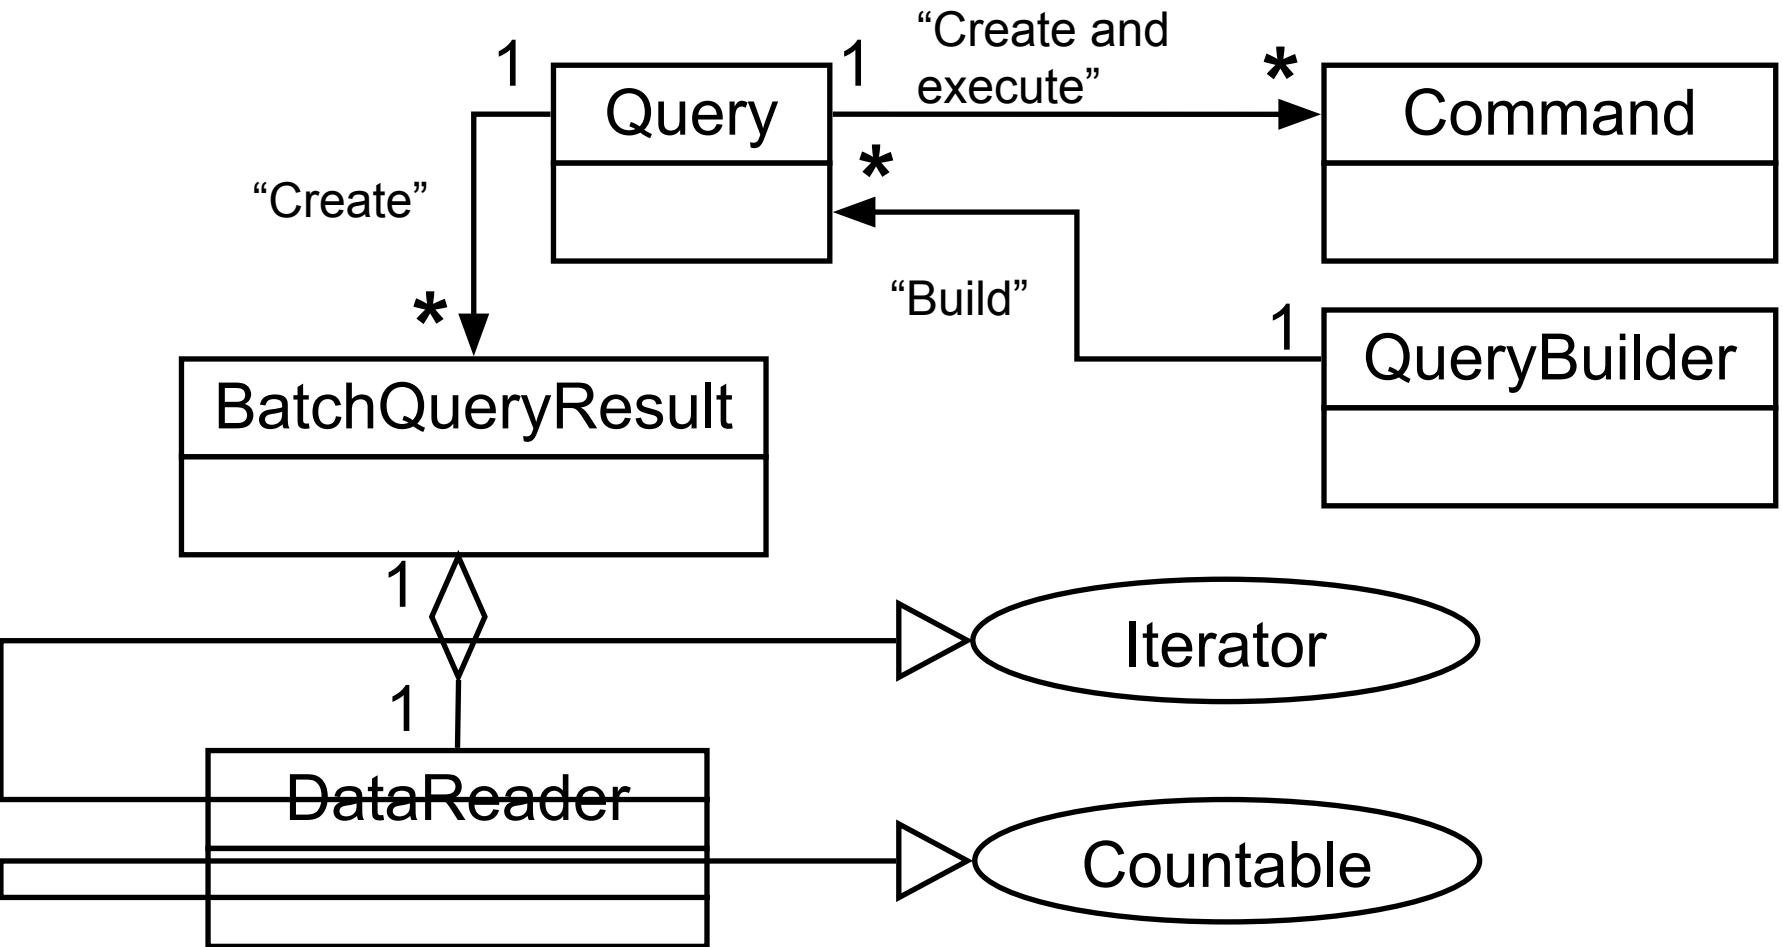 1
Query
1
“Create and
execute”
*
Command
*
“Create”
“Build”
*
1
QueryBuilder
BatchQueryResult
1
Iterator
1
DataReader
Countable